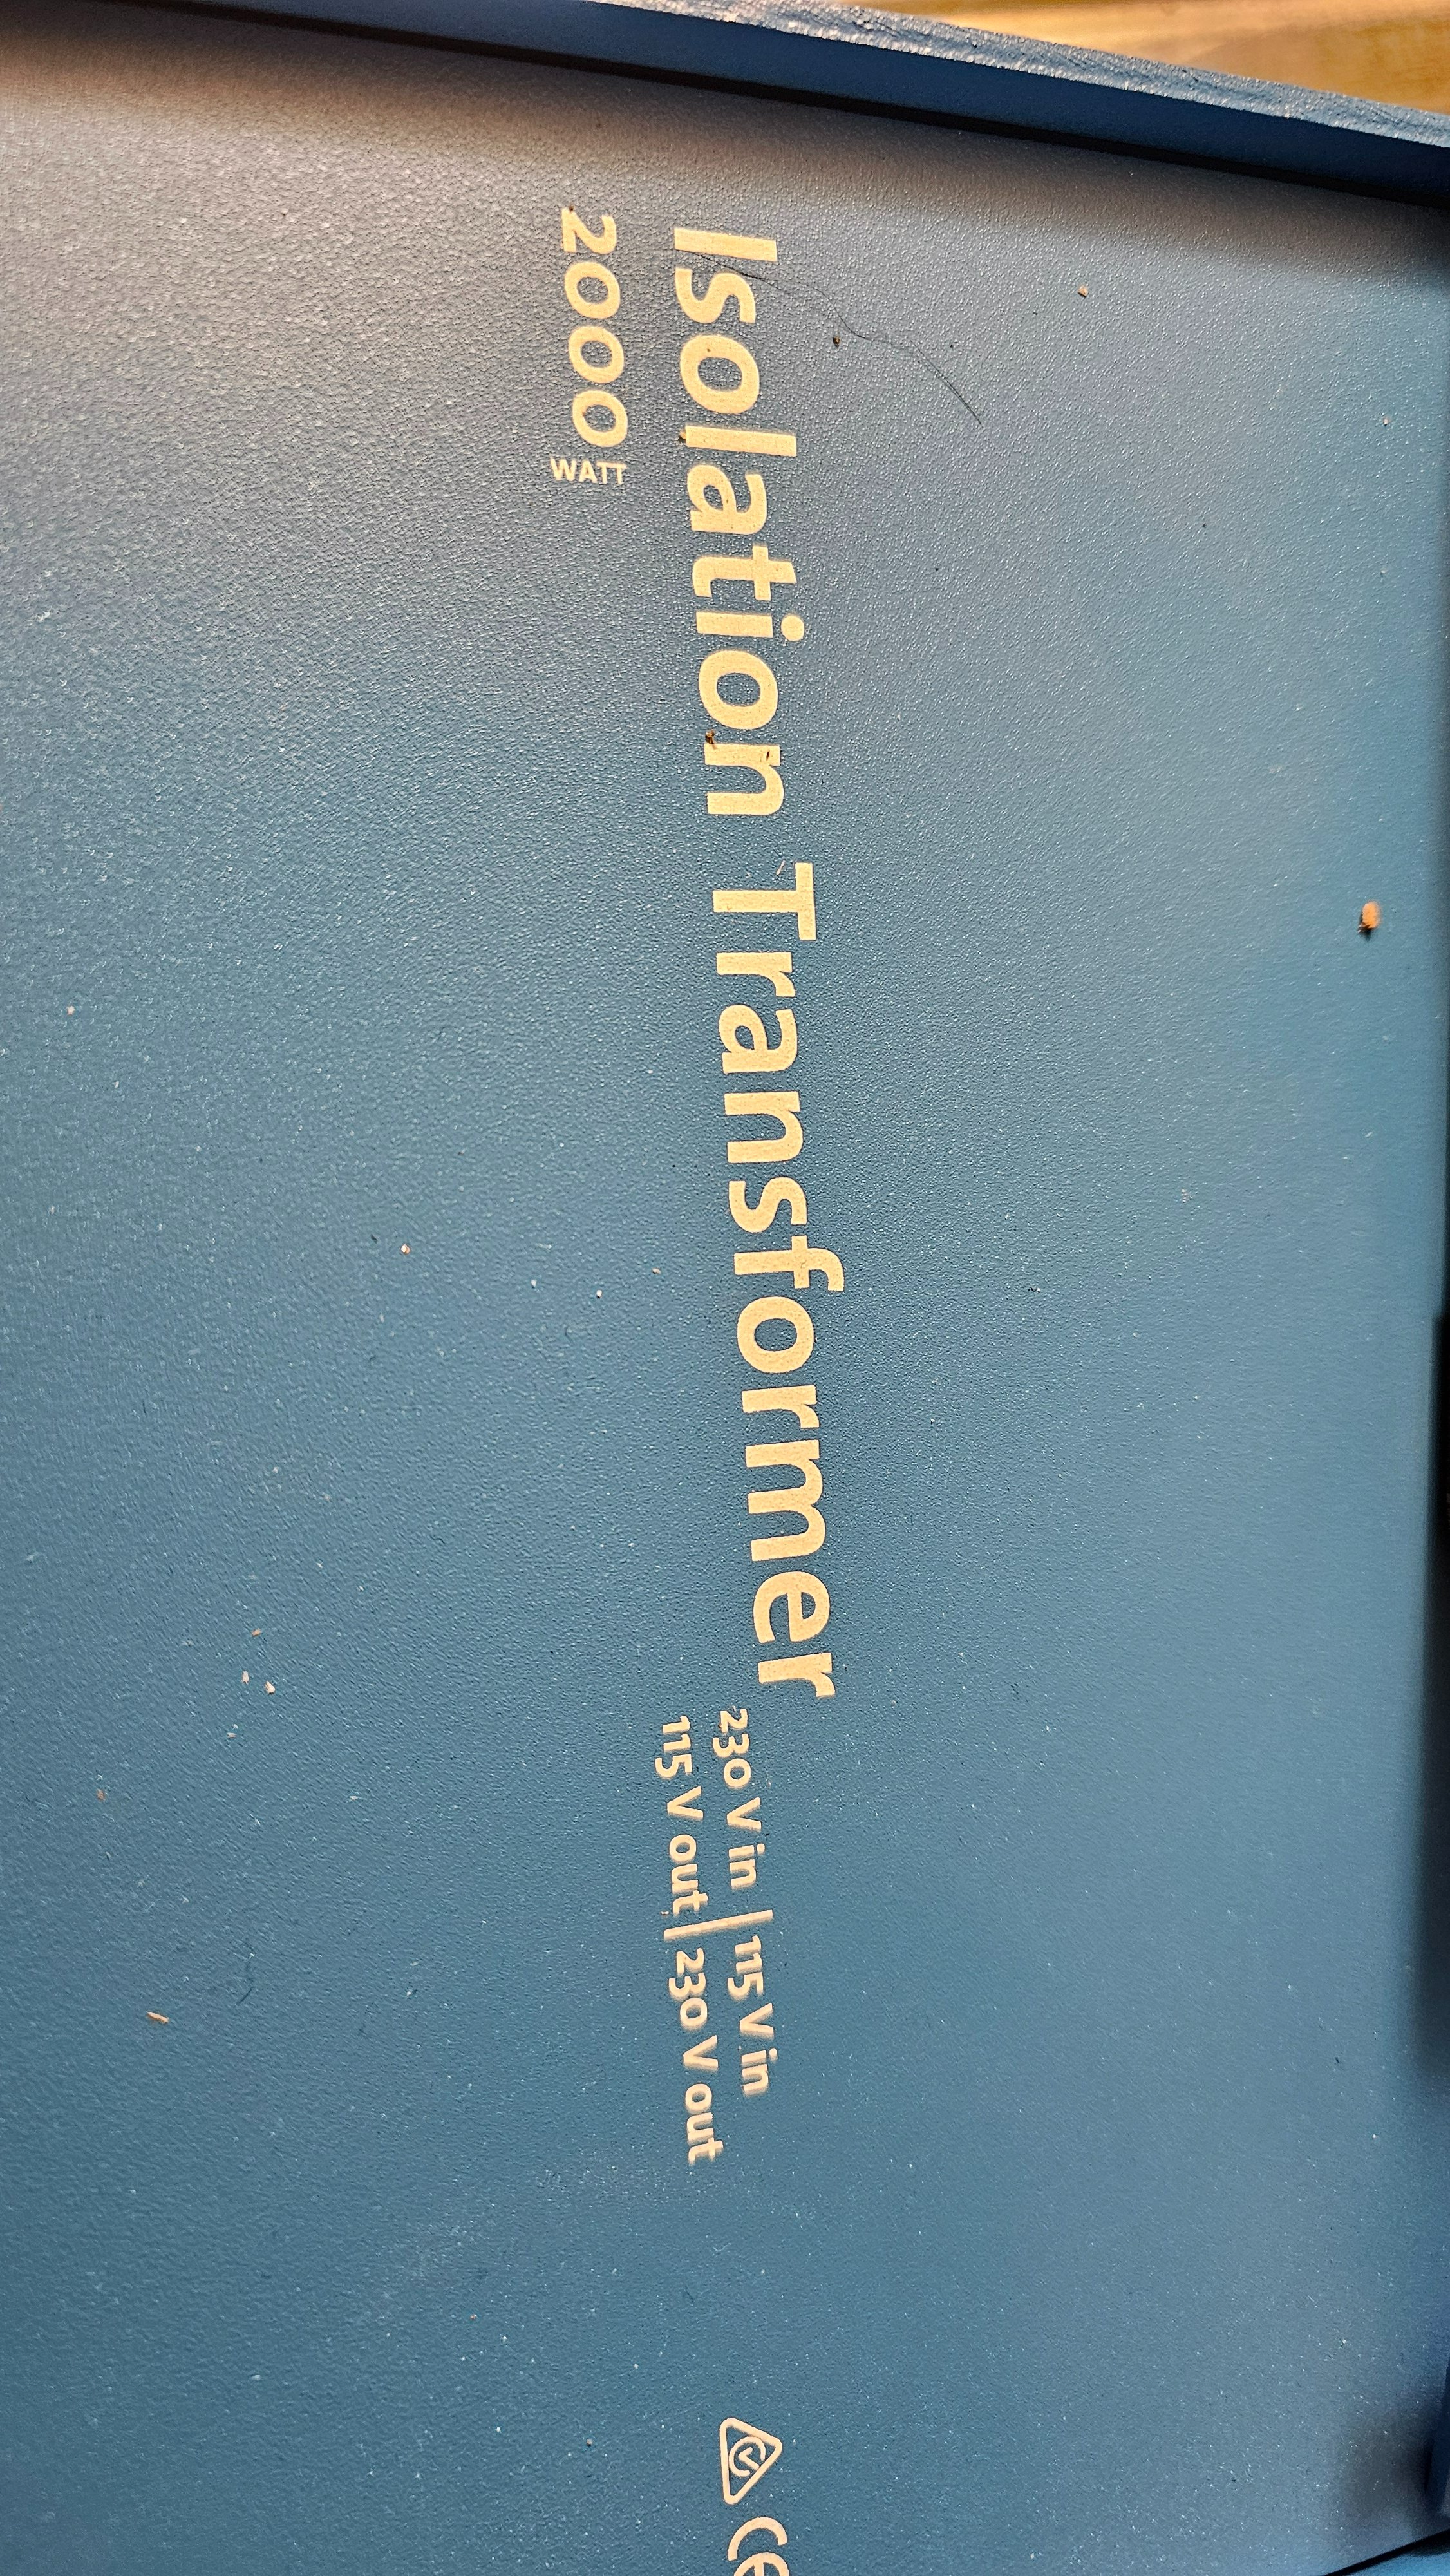 Isolation Transformer
230 V in | 115 V in
115 V out | 230 V out
2000 WATT
CE